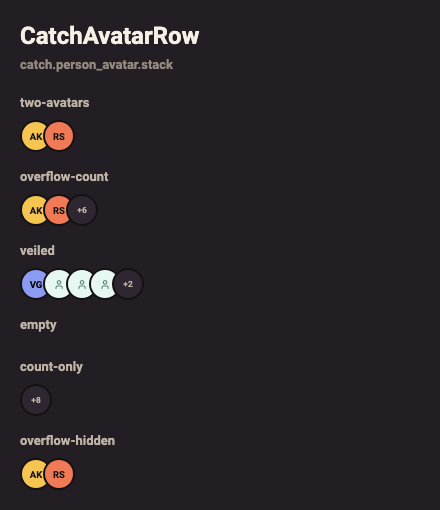 CatchAvatarRow
catch.person_avatar.stack
two-avatars
AK RS
overflow-count
AK RS +6
veiled
VG +2
empty
count-only
+8
overflow-hidden
AK RS